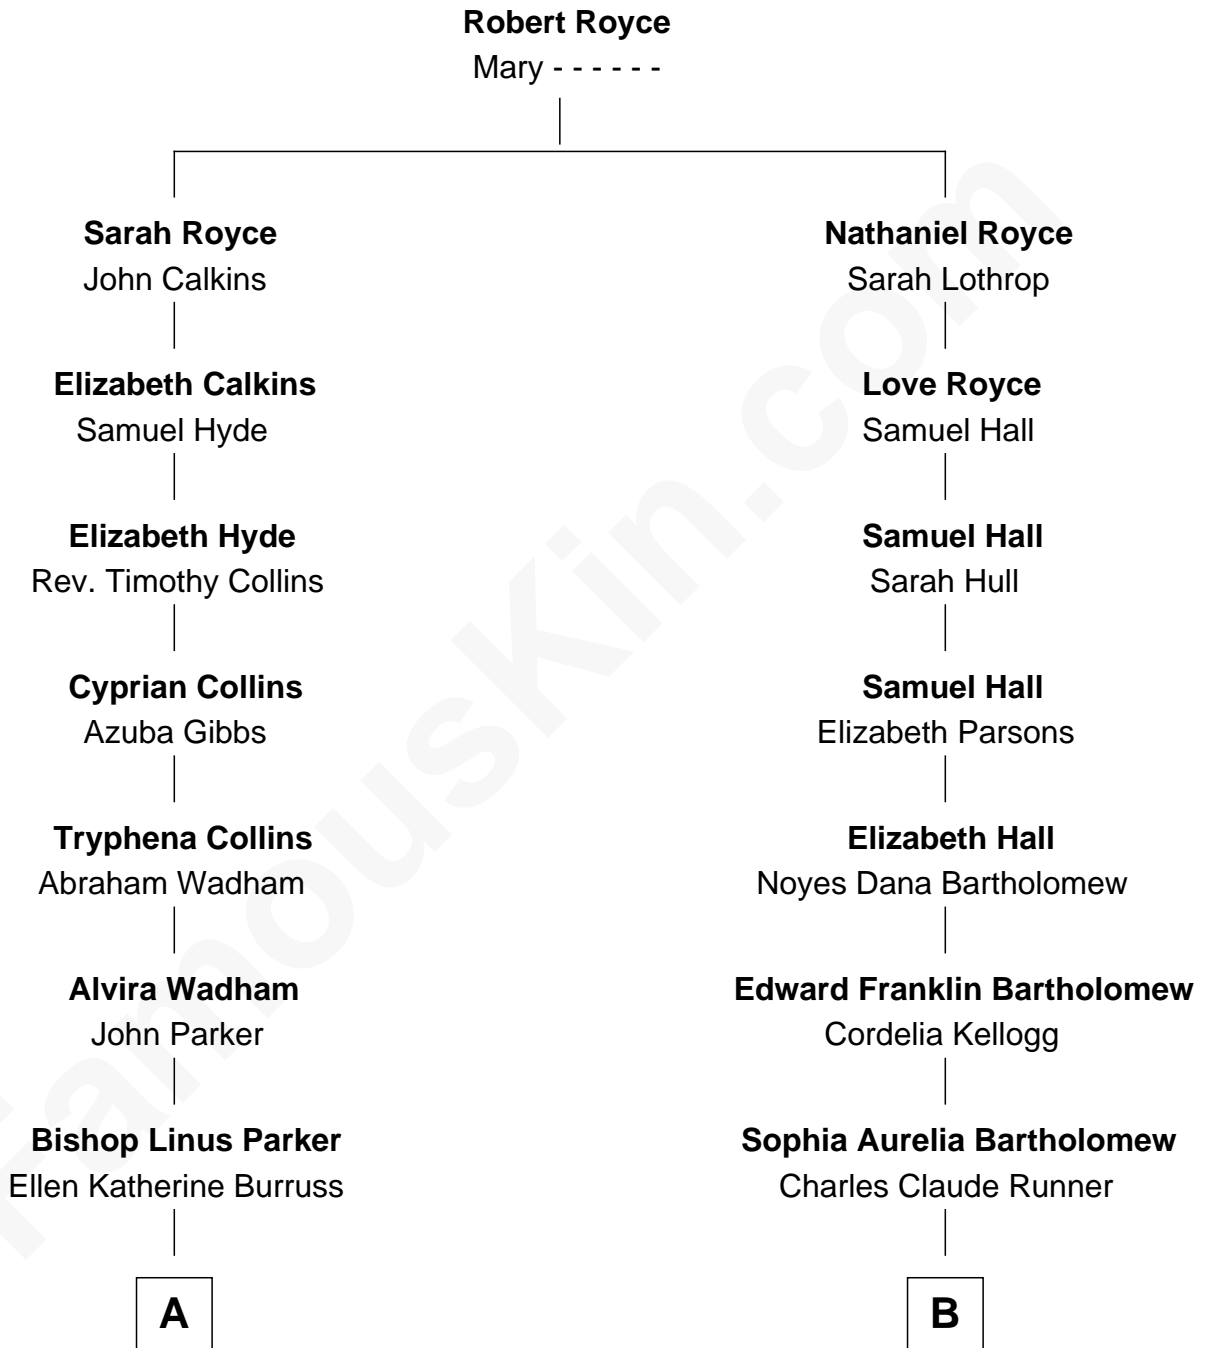 Robert Royce
Mary - - - - - -
Sarah Royce
John Calkins
Nathaniel Royce
Sarah Lothrop
Elizabeth Calkins
Samuel Hyde
Love Royce
Samuel Hall
Elizabeth Hyde
Rev. Timothy Collins
Samuel Hall
Sarah Hull
Cyprian Collins
Azuba Gibbs
Samuel Hall
Elizabeth Parsons
Tryphena Collins
Abraham Wadham
Elizabeth Hall
Noyes Dana Bartholomew
Alvira Wadham
John Parker
Edward Franklin Bartholomew
Cordelia Kellogg
Bishop Linus Parker
Ellen Katherine Burruss
Sophia Aurelia Bartholomew
Charles Claude Runner
A
B
FamousKin.com